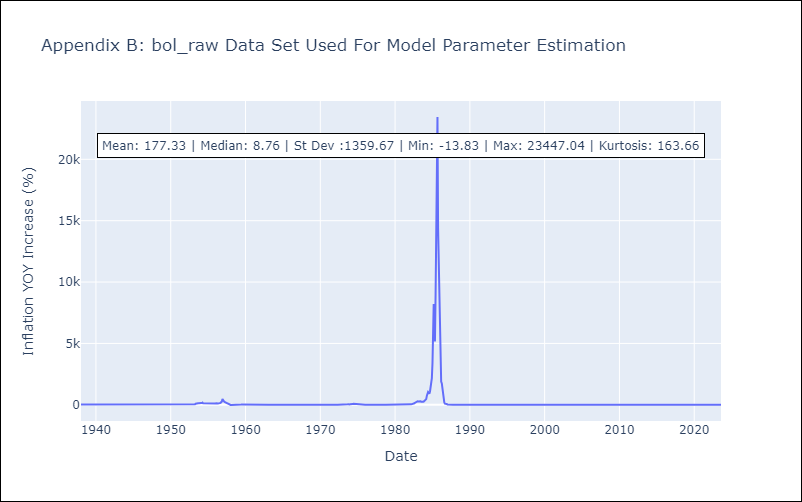 Appendix B: bol_raw Data Set Used For Model Parameter Estimation
Mean: 177.33 | Median: 8.76 | St Dev :1359.67 | Min: -13.83 | Max: 23447.04 | Kurtosis: 163.66
Inflation YOY Increase (%)
20k
15k
10k
5k
0
1940 1950 1960 1970 1980 1990 2000 2010 2020
Date